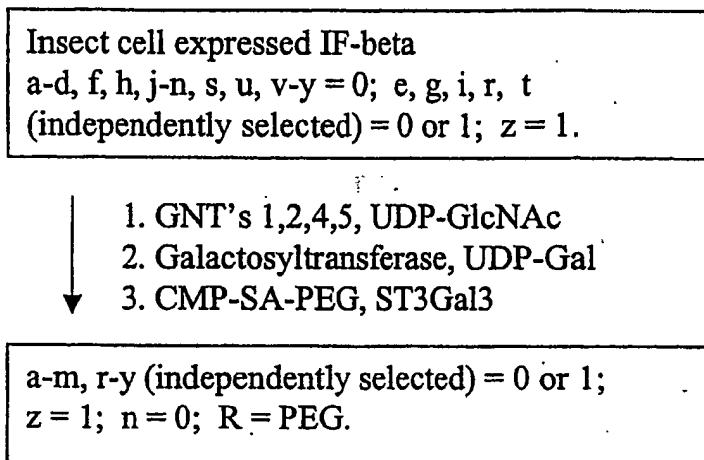 Insect cell expressed IF-beta
a-d, f, h, j-n, s, u, v-y = 0; e, g, i, r, t
(independently selected) = 0 or 1; z = 1.
1. GNT's 1,2,4,5, UDP-GlcNAc
2. Galactosyltransferase, UDP-Gal
3. CMP-SA-PEG, ST3Gal3
a-m, r-y (independently selected) = 0 or 1;
z = 1; n = 0; R = PEG.